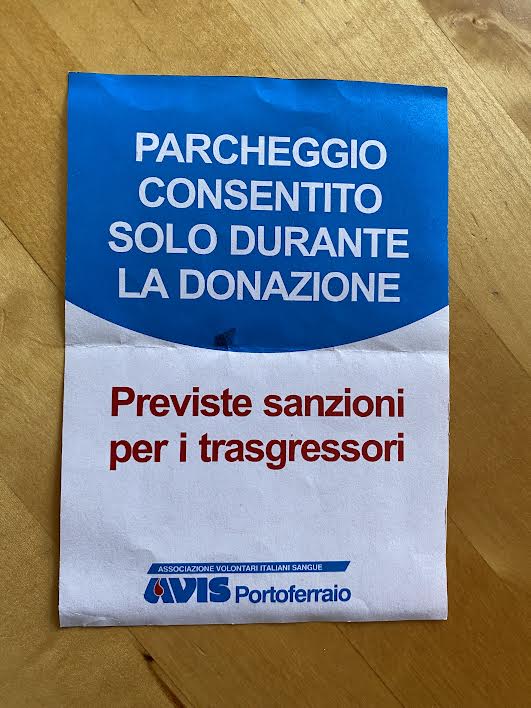 PARCHEGGIO
CONSENTITO
SOLO DURANTE
LA DONAZIONE
Previste sanzioni
per i trasgressori
ASSOCIAZIONE VOLONTARI ITALIANI SANGUE
AVIS Portoferraio